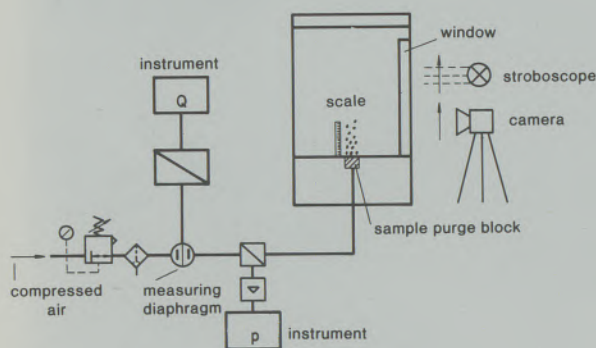 instrument
Q
window
stroboscope
scale
camera
sample purge block
compressed
air
measuring
diaphragm
p
instrument